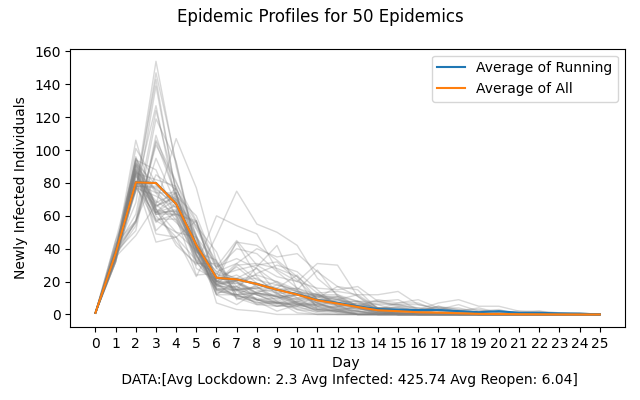 Epidemic Profiles for 50 Epidemics
160
140
120
100
80
60
40
20
0
Newly Infected Individuals
Average of Running
Average of All
0 1 2 3 4 5 6 7 8 9 10 11 12 13 14 15 16 17 18 19 20 21 22 23 24 25
Day
DATA:[Avg Lockdown: 2.3 Avg Infected: 425.74 Avg Reopen: 6.04]